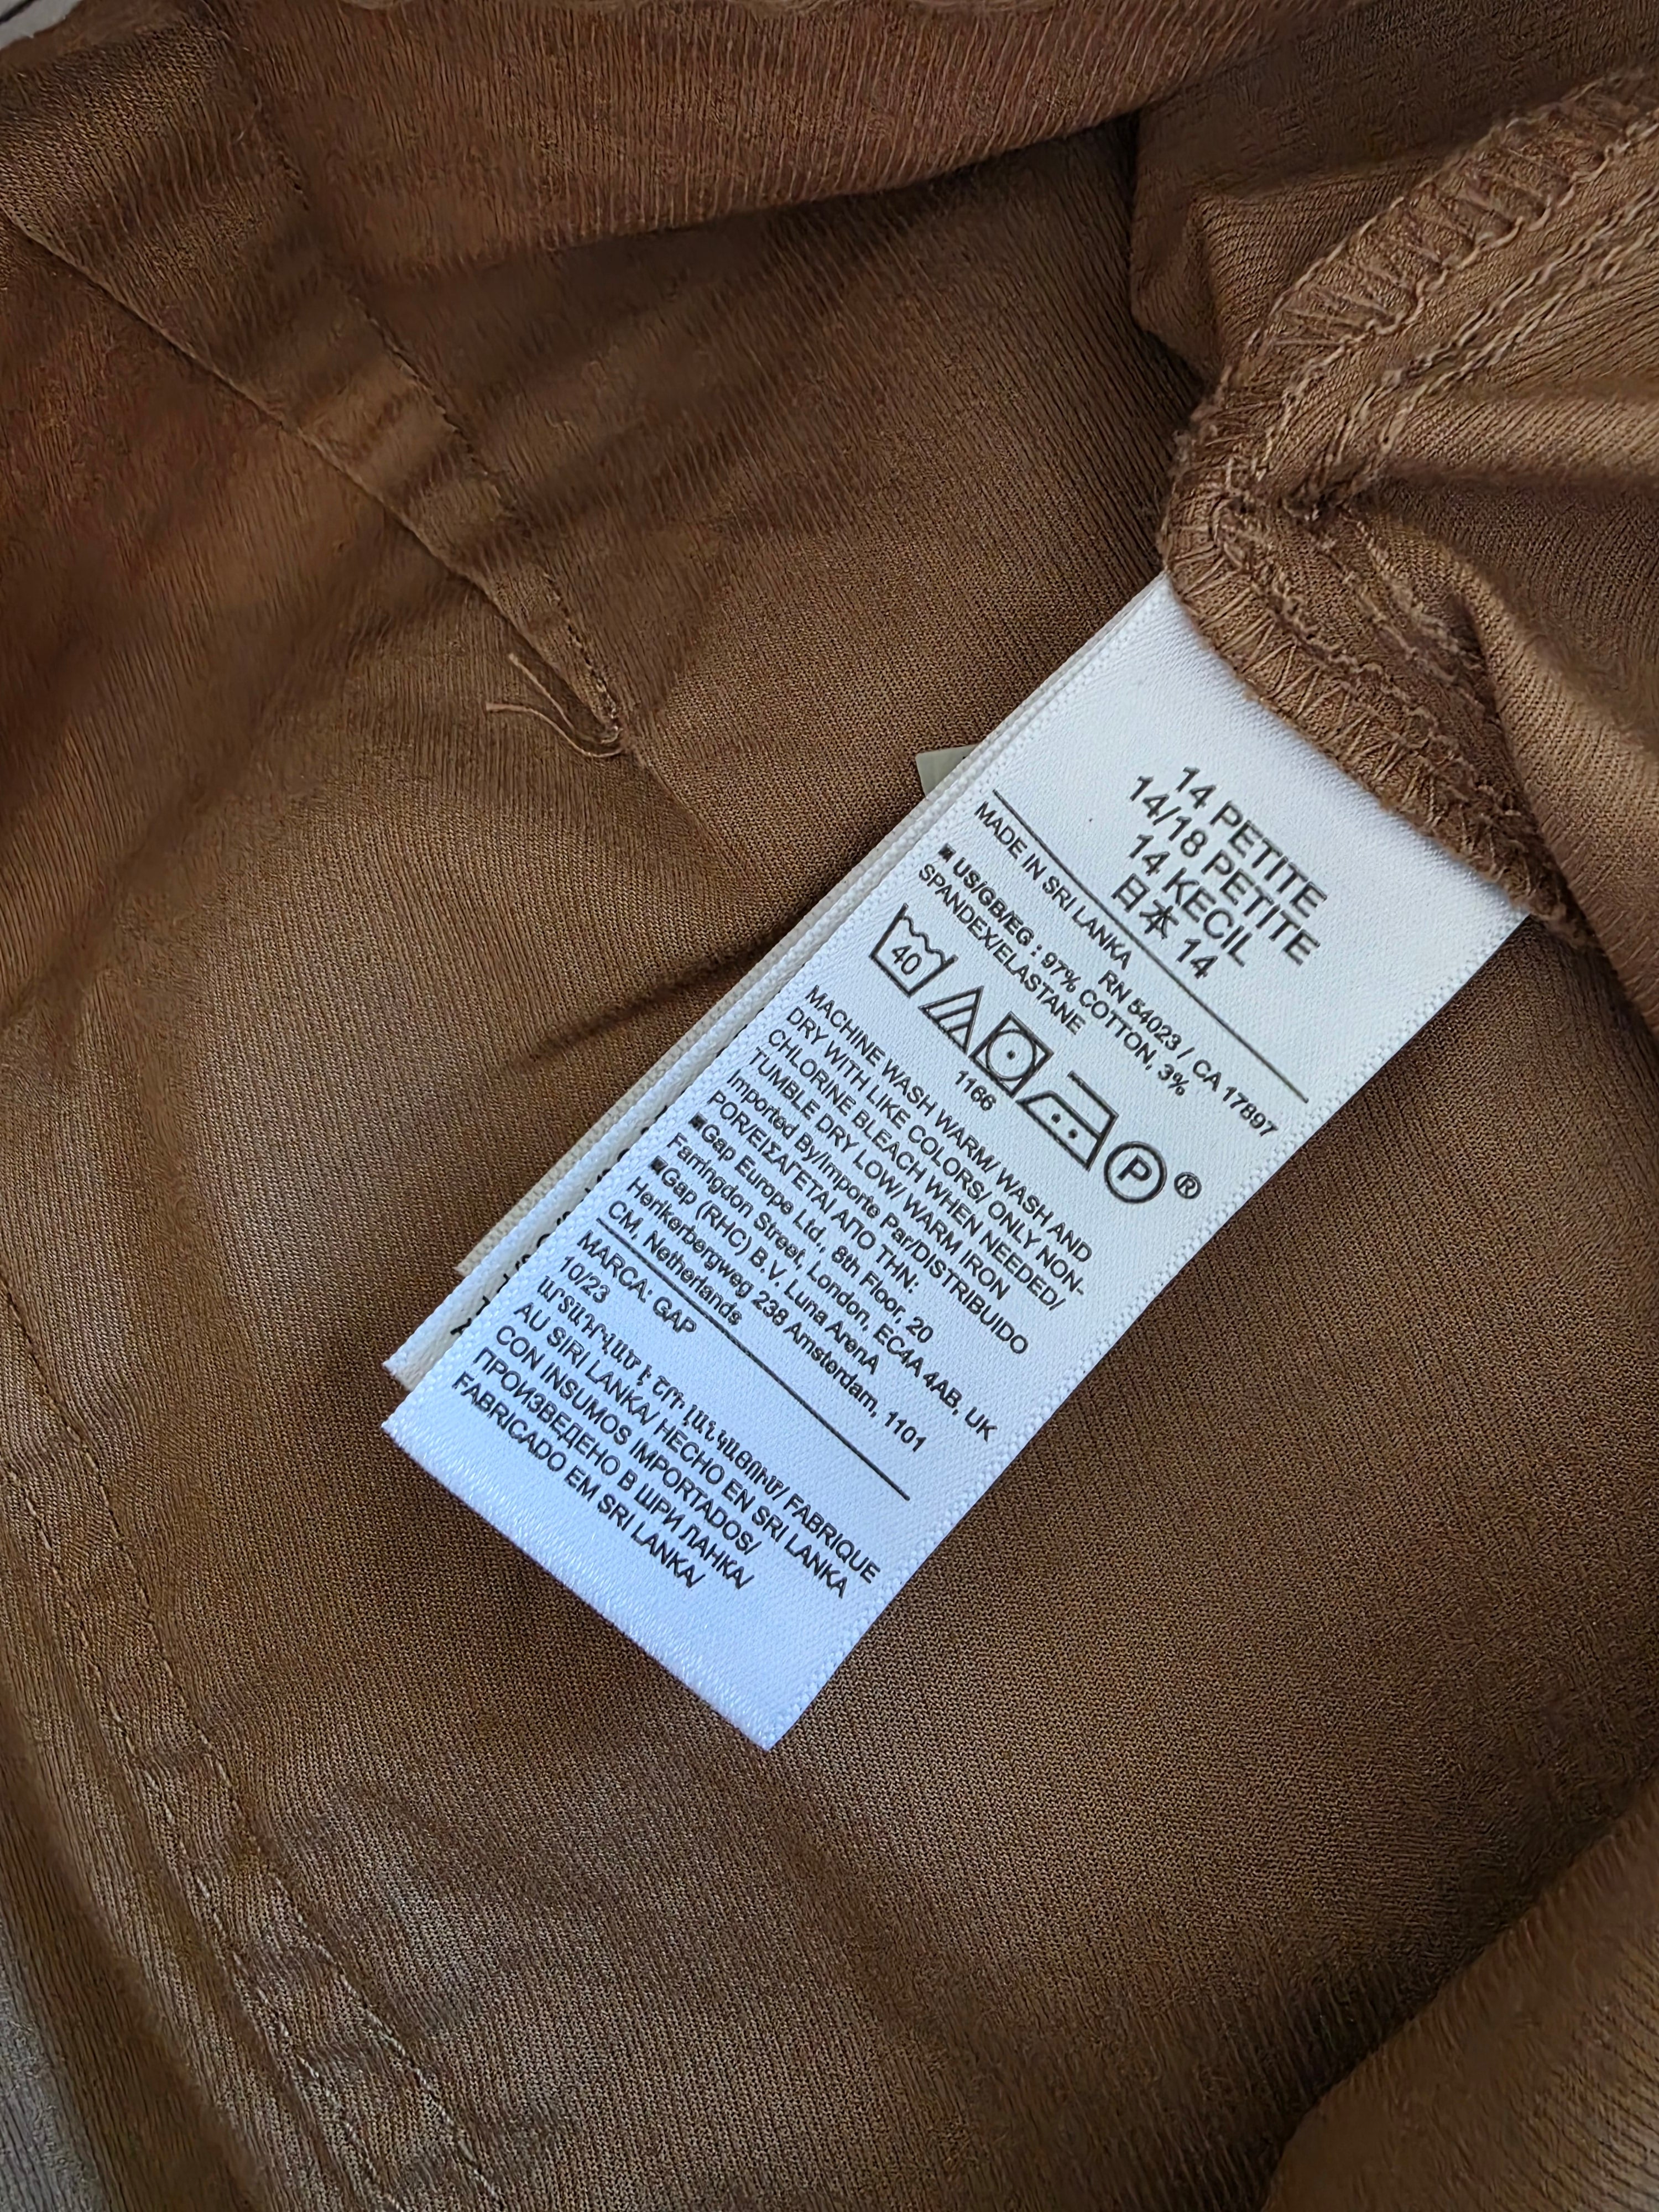 14 PETITE
14/18 PETITE
14 KECIL
日本 14
MADE IN SRI LANKA
RN 54023 / CA 17897
■ US/GB/EG : 97% COTTON, 3%
SPANDEX/ELASTANE
40
P ®
1166
MACHINE WASH WARM/ WASH AND
DRY WITH LIKE COLORS/ ONLY NON-
CHLORINE BLEACH WHEN NEEDED/
TUMBLE DRY LOW/ WARM IRON
Imported By/Importe Par/DISTRIBUIDO
POR/ΕΙΣΑΓΕΤΑΙ ΑΠΟ ΤΗΝ:
■Gap Europe Ltd., 8th Floor, 20
Farringdon Street, London, EC4A 4AB, UK
■Gap (RHC) B.V. Luna ArenA
Herikerbergweg 238 Amsterdam, 1101
CM, Netherlands
MARCA: GAP
10/23
արտադրված է Շրի լանկայում/ FABRIQUE
AU SIRI LANKA/ HECHO EN SRI LANKA
CON INSUMOS IMPORTADOS/
ПРОИЗВЕДЕНО В ШРИ ЛАНКА/
FABRICADO EM SRI LANKA/